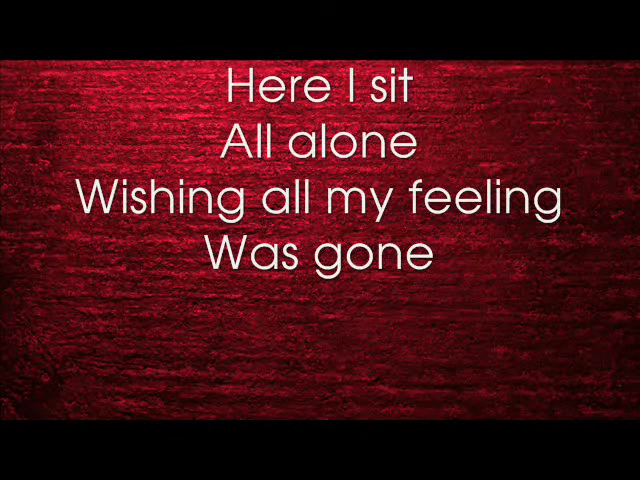 Here I sit
All alone
Wishing all my feeling
Was gone